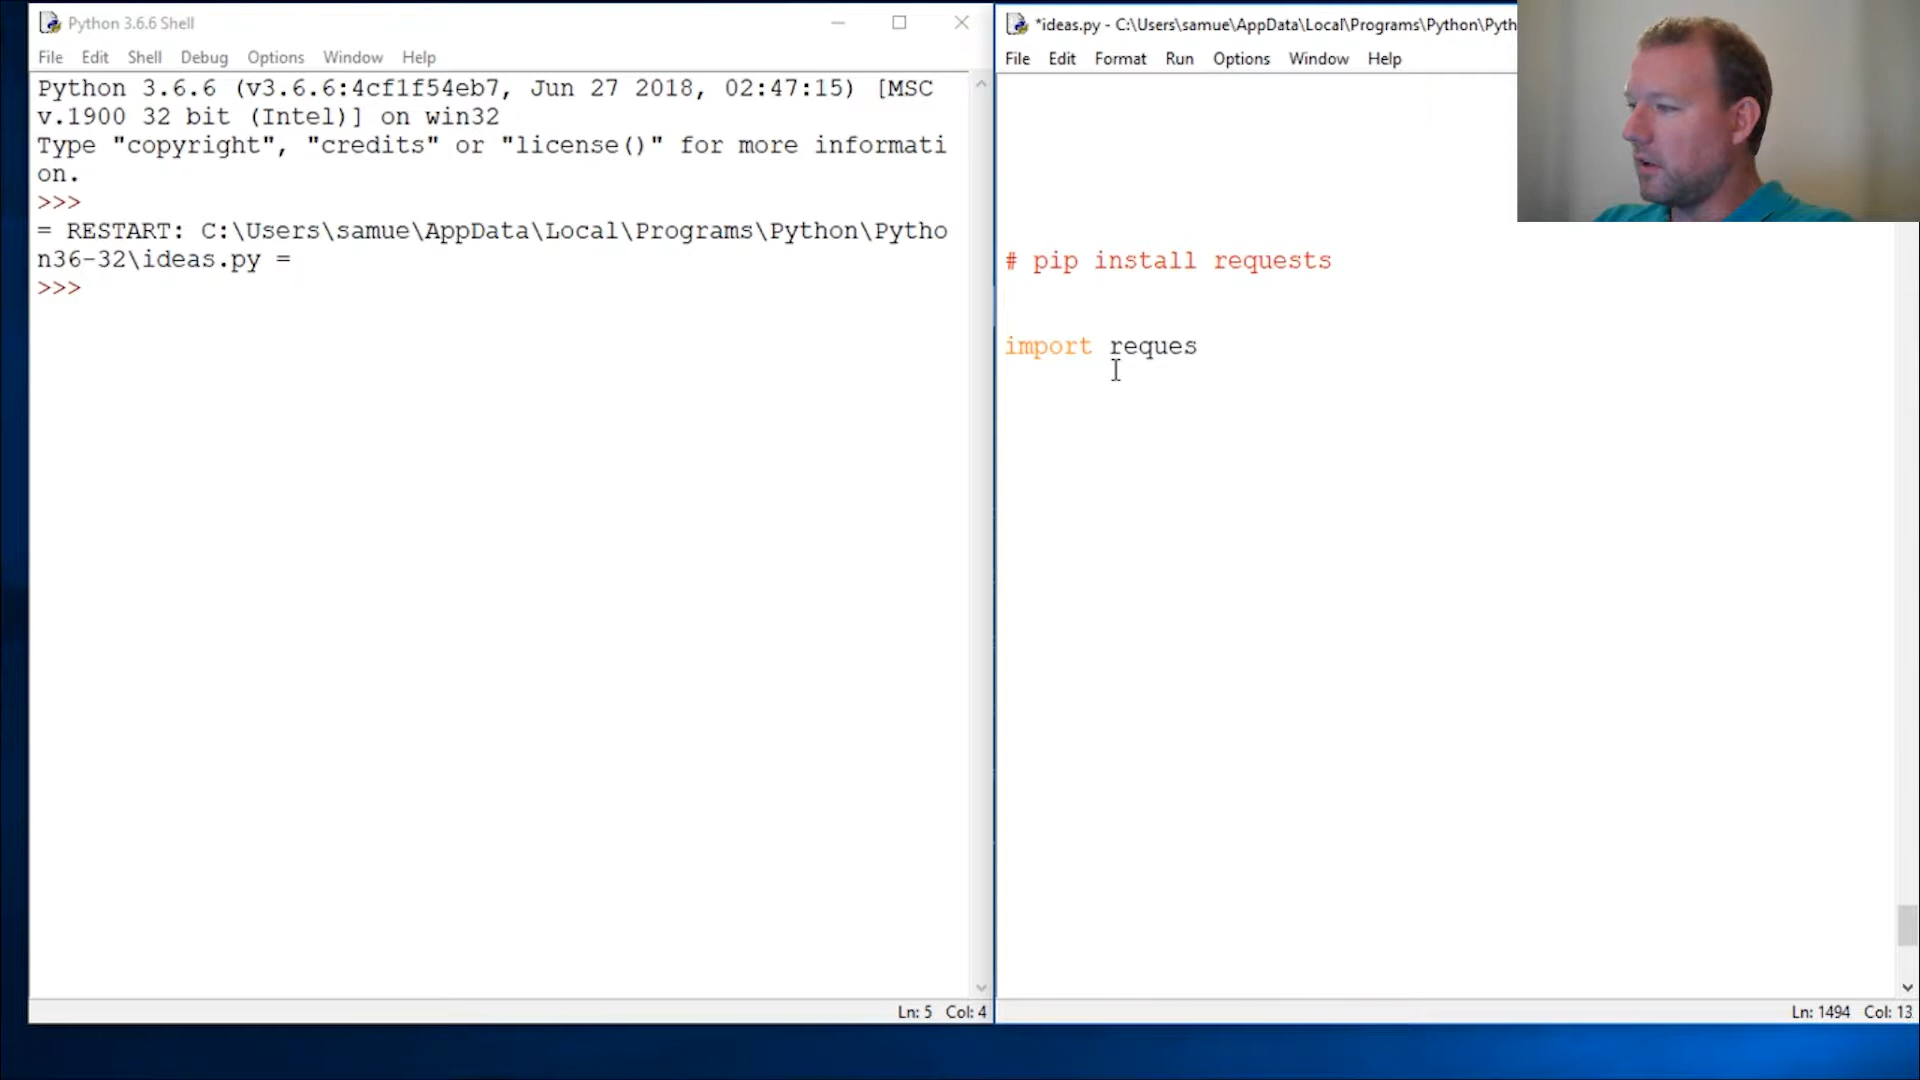 Python 3.6.6 Shell
File Edit Shell Debug Options Window Help
Python 3.6.6 (v3.6.6:4cf1f54eb7, Jun 27 2018, 02:47:15) [MSC
v.1900 32 bit (Intel)] on win32
Type "copyright", "credits" or "license()" for more informati
on.
>>>
= RESTART: C:\Users\samue\AppData\Local\Programs\Python\Pytho
n36-32\ideas.py =
>>>
Ln: 5 Col: 4
*ideas.py - C:\Users\samue\AppData\Local\Programs\Python\Pyth
File Edit Format Run Options Window Help
# pip install requests
import reques
Ln: 1494 Col: 13